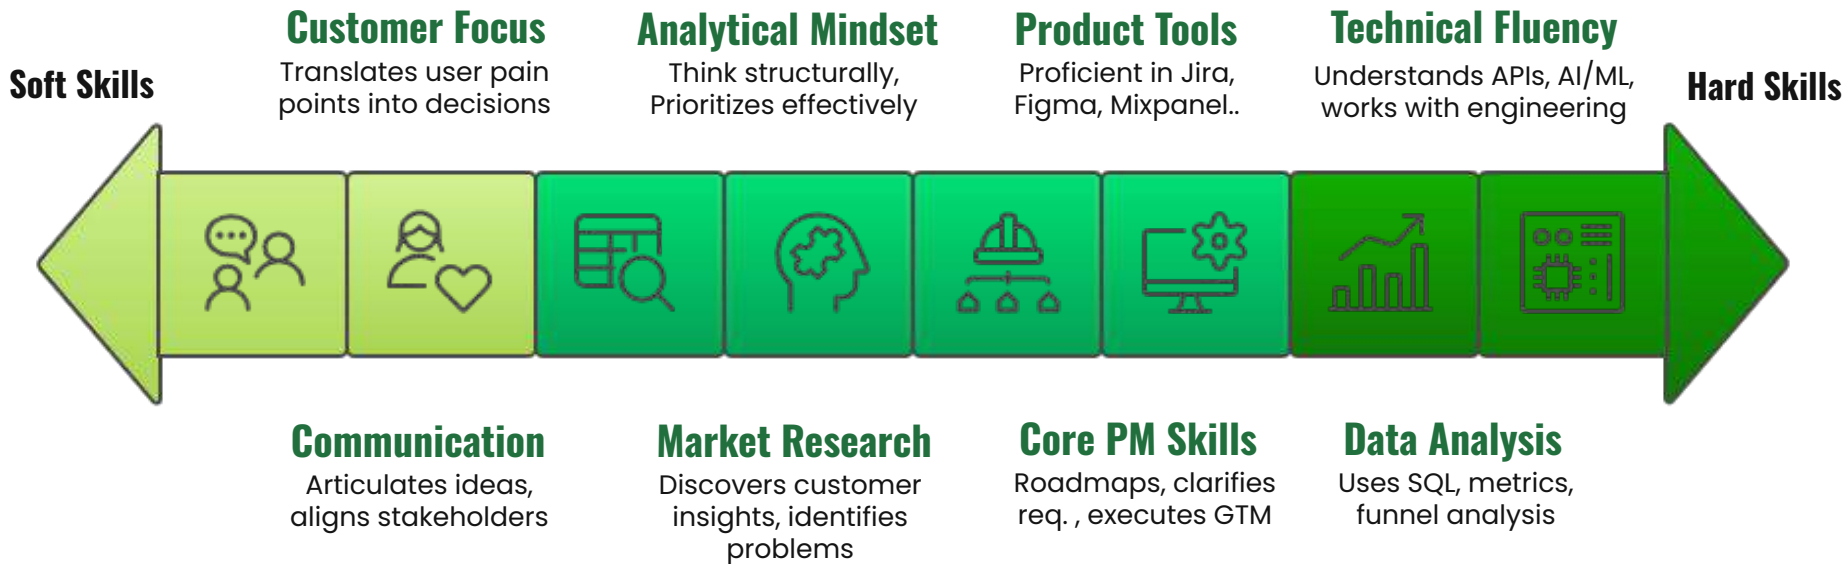 Soft Skills
Customer Focus
Translates user pain
points into decisions
Analytical Mindset
Think structurally,
Prioritizes effectively
Product Tools
Proficient in Jira,
Figma, Mixpanel..
Technical Fluency
Understands APIs, AI/ML,
works with engineering
Hard Skills
Communication
Articulates ideas,
aligns stakeholders
Market Research
Discovers customer
insights, identifies
problems
Core PM Skills
Roadmaps, clarifies
req. , executes GTM
Data Analysis
Uses SQL, metrics,
funnel analysis